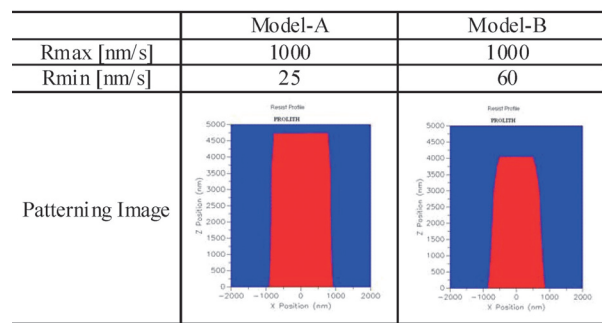 Model-A Model-B
Rmax [nm/s] 1000 1000
Rmin [nm/s] 25 60
Patterning Image
Resist Profile
PROLITH
5000
4500
4000
3500
3000
2500
2000
1500
1000
500
0
Z Position (nm)
-2000 -1000 0 1000 2000
X Position (nm)
Resist Profile
PROLITH
5000
4500
4000
3500
3000
2500
2000
1500
1000
500
0
Z Position (nm)
-2000 -1000 0 1000 2000
X Position (nm)